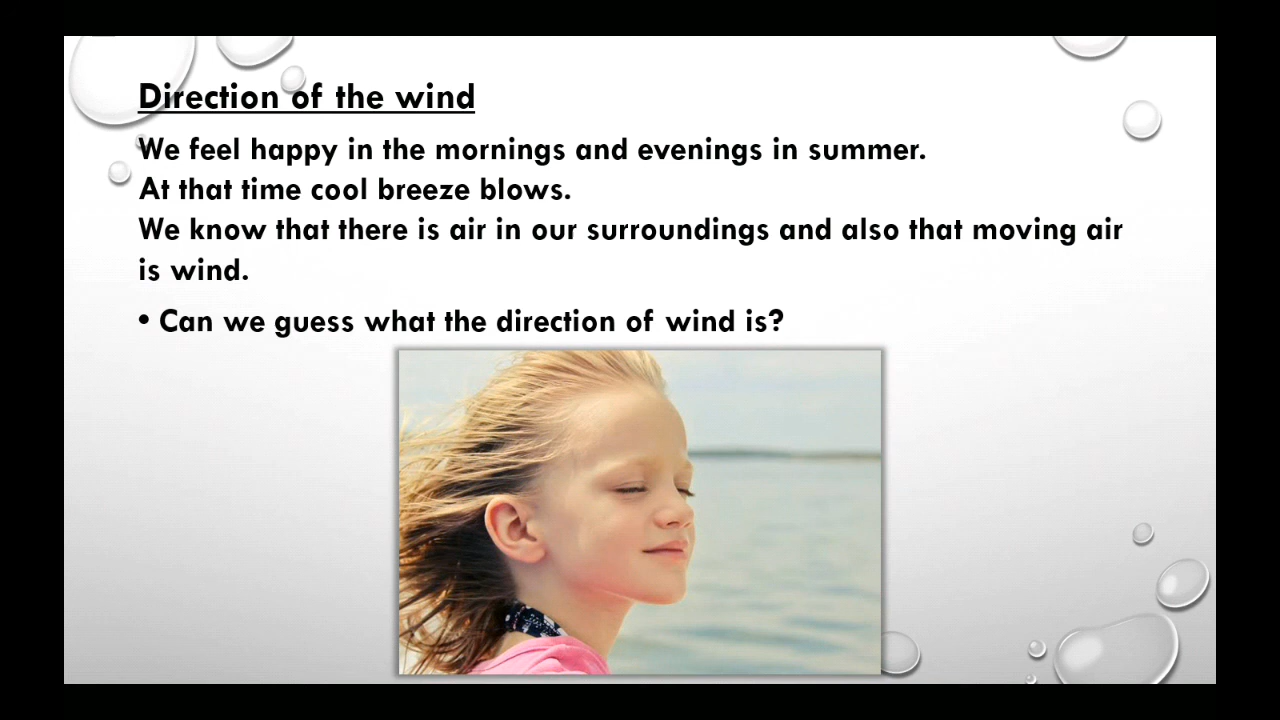 Direction of the wind
We feel happy in the mornings and evenings in summer.
At that time cool breeze blows.
We know that there is air in our surroundings and also that moving air
is wind.
• Can we guess what the direction of wind is?